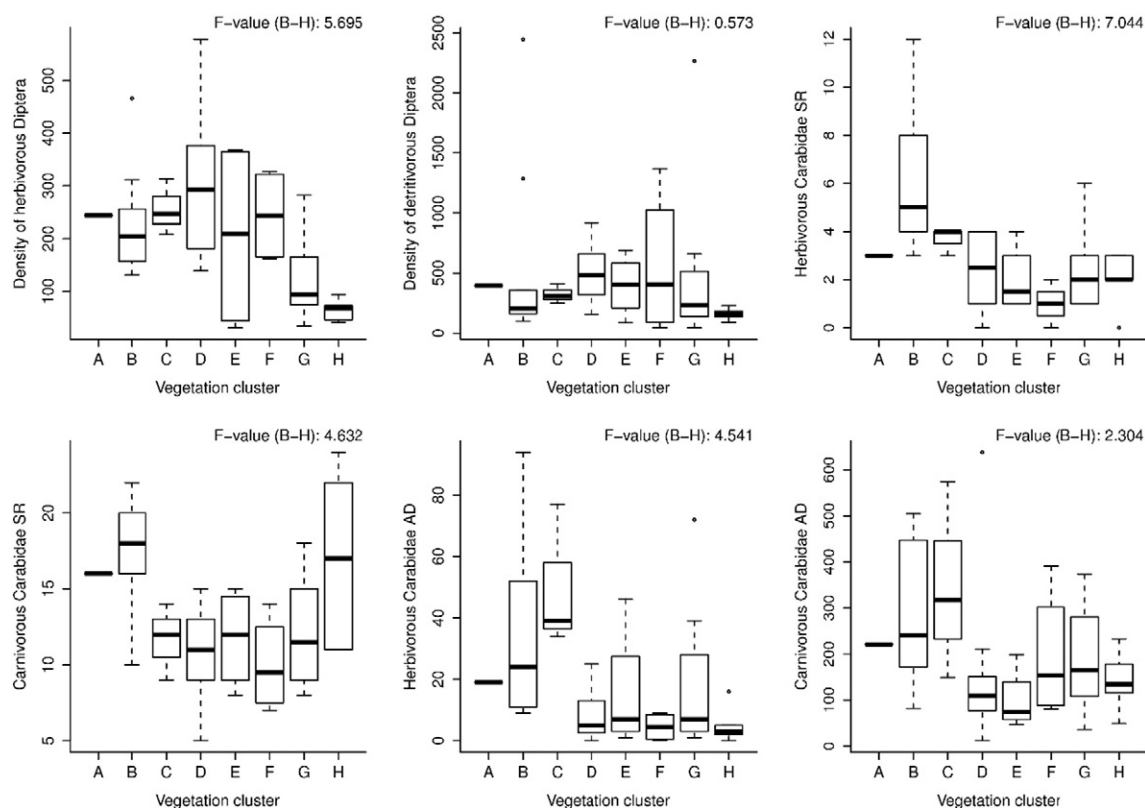 F−value (B−H): 5.695
Density of herbivorous Diptera
500
400
300
200
100
A B C D E F G H
Vegetation cluster
F−value (B−H): 0.573
Density of detritivorous Diptera
2500
2000
1500
1000
500
0
A B C D E F G H
Vegetation cluster
F−value (B−H): 7.044
Herbivorous Carabidae SR
12
10
8
6
4
2
0
A B C D E F G H
Vegetation cluster
F−value (B−H): 4.632
Carnivorous Carabidae SR
20
15
10
5
A B C D E F G H
Vegetation cluster
F−value (B−H): 4.541
Herbivorous Carabidae AD
80
60
40
20
0
A B C D E F G H
Vegetation cluster
F−value (B−H): 2.304
Carnivorous Carabidae AD
600
500
400
300
200
100
0
A B C D E F G H
Vegetation cluster